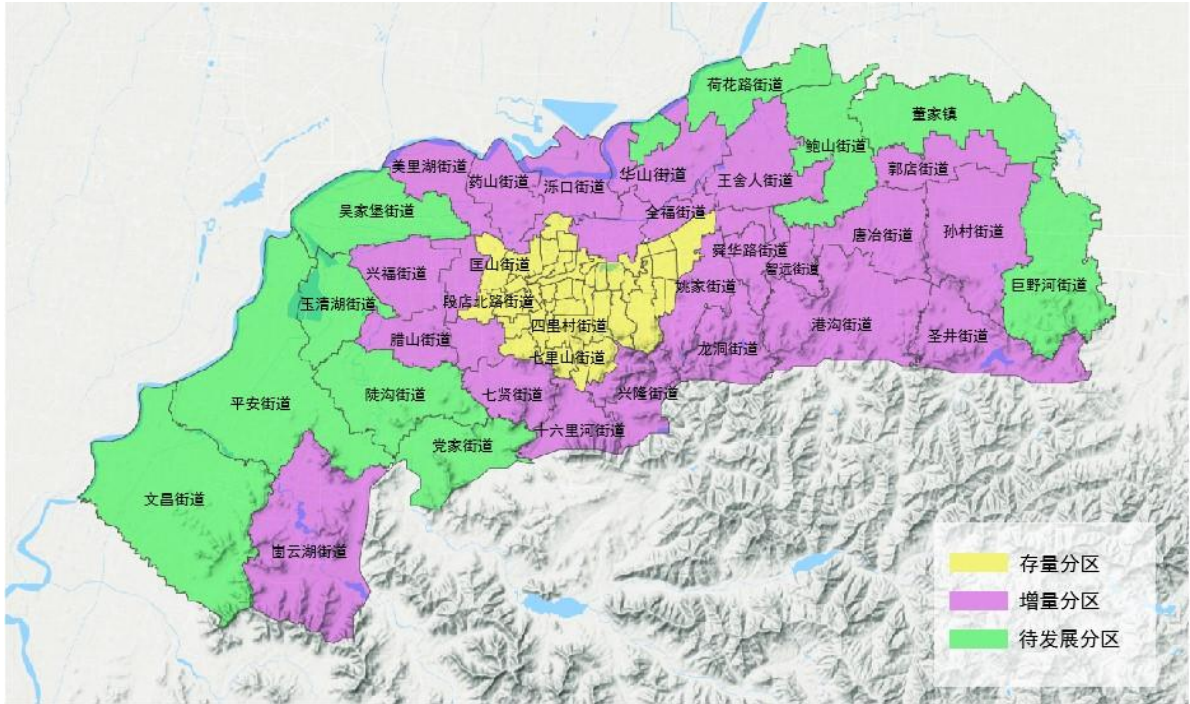 荷花路街道
董家镇
鲍山街道
美里湖街道
药山街道
泺口街道
华山街道
王舍人街道
郭店街道
吴家堡街道
全福街道
唐冶街道
孙村街道
兴福街道
匡山街道
舜华路街道
智远街道
玉清湖街道
段店北路街道
姚家街道
巨野河街道
腊山街道
四里村街道
港沟街道
圣井街道
七里山街道
龙洞街道
平安街道
陡沟街道
七贤街道
兴隆街道
十六里河街道
党家街道
文昌街道
崮云湖街道
存量分区
增量分区
待发展分区